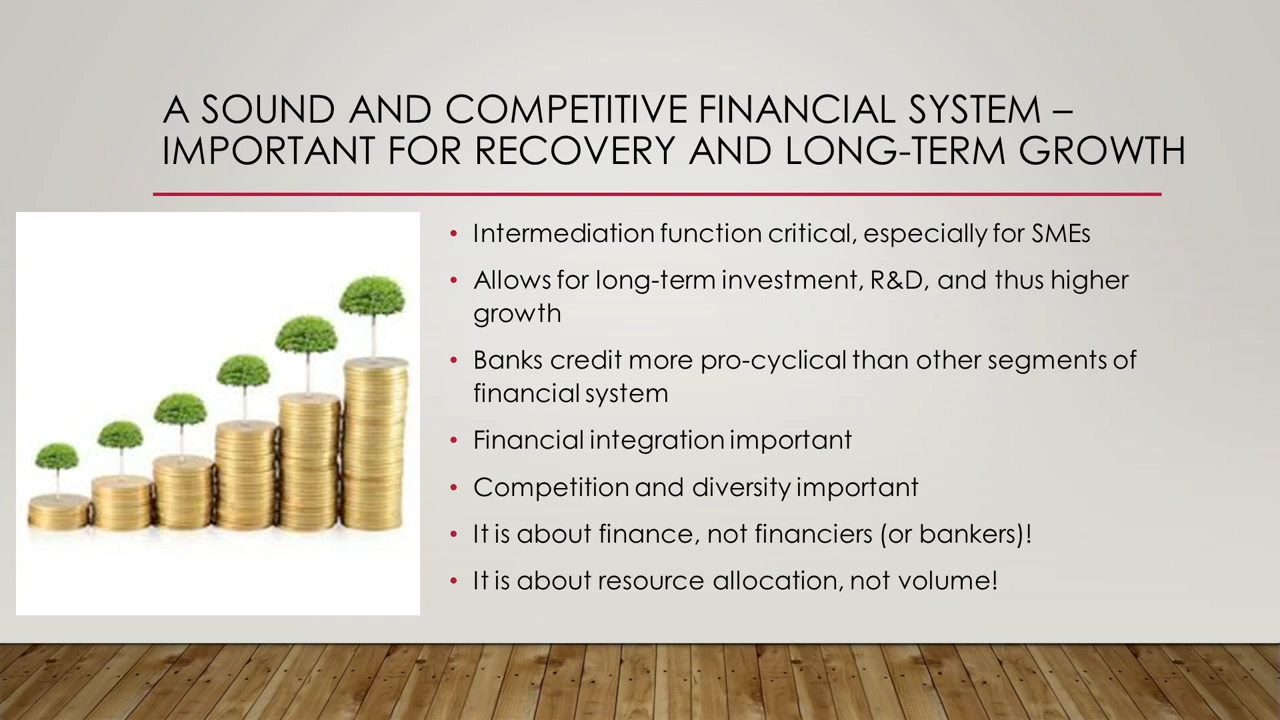 A SOUND AND COMPETITIVE FINANCIAL SYSTEM –
IMPORTANT FOR RECOVERY AND LONG-TERM GROWTH
• Intermediation function critical, especially for SMEs
• Allows for long-term investment, R&D, and thus higher
growth
• Banks credit more pro-cyclical than other segments of
financial system
• Financial integration important
• Competition and diversity important
• It is about finance, not financiers (or bankers)!
• It is about resource allocation, not volume!